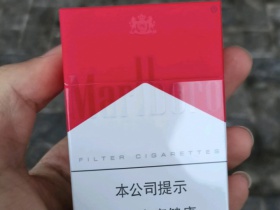 Marlboro
FILTER CIGARETTES
本公司提示